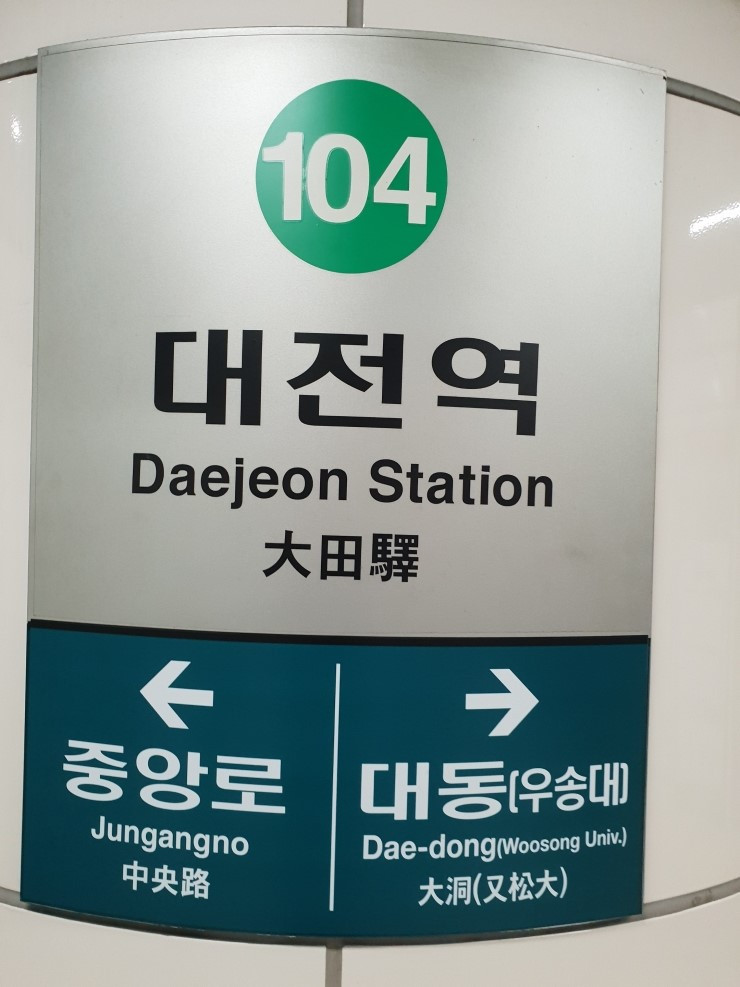 104
대전역
Daejeon Station
大田驛
←
중앙로
Jungangno
中央路
→
대동(우송대)
Dae-dong(Woosong Univ.)
大洞(又松大)